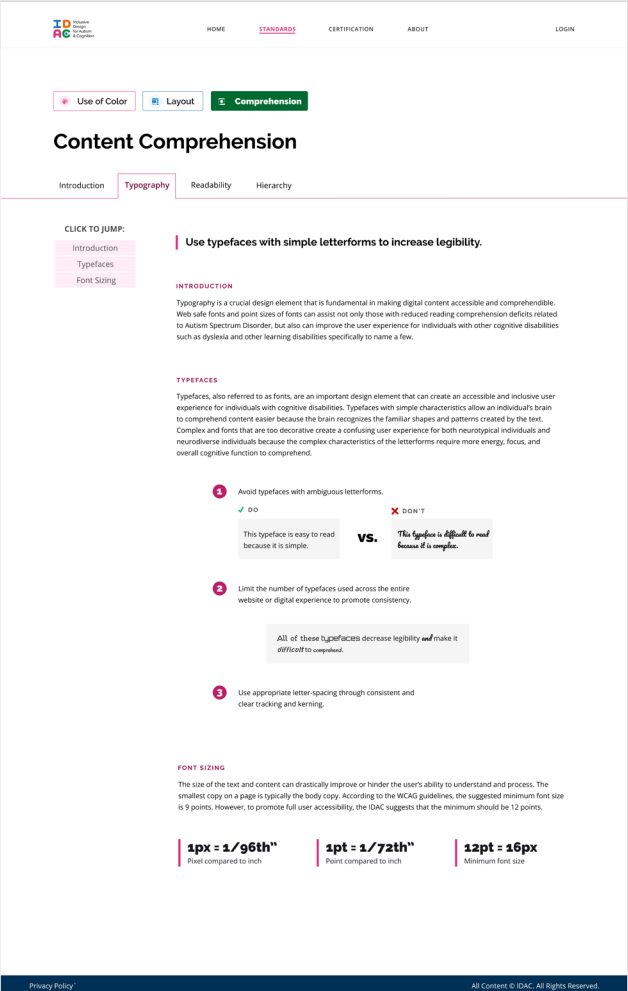 ID
AC
Inclusive
Design
for Autism
& Cognition
HOME
STANDARDS
CERTIFICATION
ABOUT
LOGIN
Use of Color
Layout
Comprehension
Content Comprehension
Introduction
Typography
Readability
Hierarchy
CLICK TO JUMP:
Introduction
Typefaces
Font Sizing
Use typefaces with simple letterforms to increase legibility.
INTRODUCTION
Typography is a crucial design element that is fundamental in making digital content accessible and comprehendible.
Web safe fonts and point sizes of fonts can assist not only those with reduced reading comprehension deficits related
to Autism Spectrum Disorder, but also can improve the user experience for individuals with other cognitive disabilities
such as dyslexia and other learning disabilities specifically to name a few.
TYPEFACES
Typefaces, also referred to as fonts, are an important design element that can create an accessible and inclusive user
experience for individuals with cognitive disabilities. Typefaces with simple characteristics allow an individual's brain
to comprehend content easier because the brain recognizes the familiar shapes and patterns created by the text.
Complex and fonts that are too decorative create a confusing user experience for both neurotypical individuals and
neurodiverse individuals because the complex characteristics of the letterforms require more energy, focus, and
overall cognitive function to comprehend.
1 Avoid typefaces with ambiguous letterforms.
DO
This typeface is easy to read
because it is simple.
VS.
DON'T
This typeface is difficult to read
because it is complex.
2 Limit the number of typefaces used across the entire
website or digital experience to promote consistency.
All of these typefaces decrease legibility and make it
difficult to comprehend.
3 Use appropriate letter-spacing through consistent and
clear tracking and kerning.
FONT SIZING
The size of the text and content can drastically improve or hinder the user's ability to understand and process. The
smallest copy on a page is typically the body copy. According to the WCAG guidelines, the suggested minimum font size
is 9 points. However, to promote full user accessibility, the IDAC suggests that the minimum should be 12 points.
1px = 1/96th"
Pixel compared to inch
1pt = 1/72th"
Point compared to inch
12pt = 16px
Minimum font size
Privacy Policy
All Content © IDAC. All Rights Reserved.